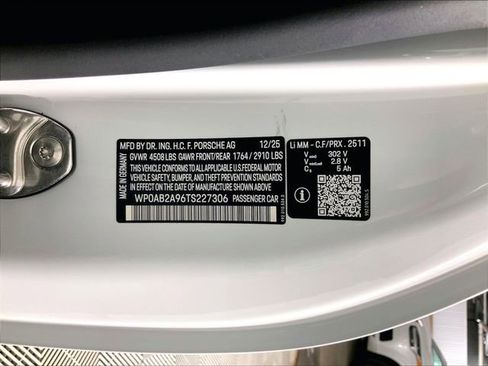 MFD BY DR. ING. H.C. F. PORSCHE AG 12/25
GVWR 4508 LBS GAWR FRONT/REAR 1764 / 2910 LBS
THIS VEHICLE CONFORMS TO ALL APPLICABLE U.S. FEDERAL MOTOR
VEHICLE SAFETY, BUMPER, AND THEFT PREVENTION STANDARDS IN
EFFECT ON THE DATE OF MANUFACTURE SHOWN ABOVE.
WP0AB2A96TS227306 PASSENGER CAR
MADE IN GERMANY
Li MM - C.F/PRX . 2511
302 V
2.8 V
5 Ah